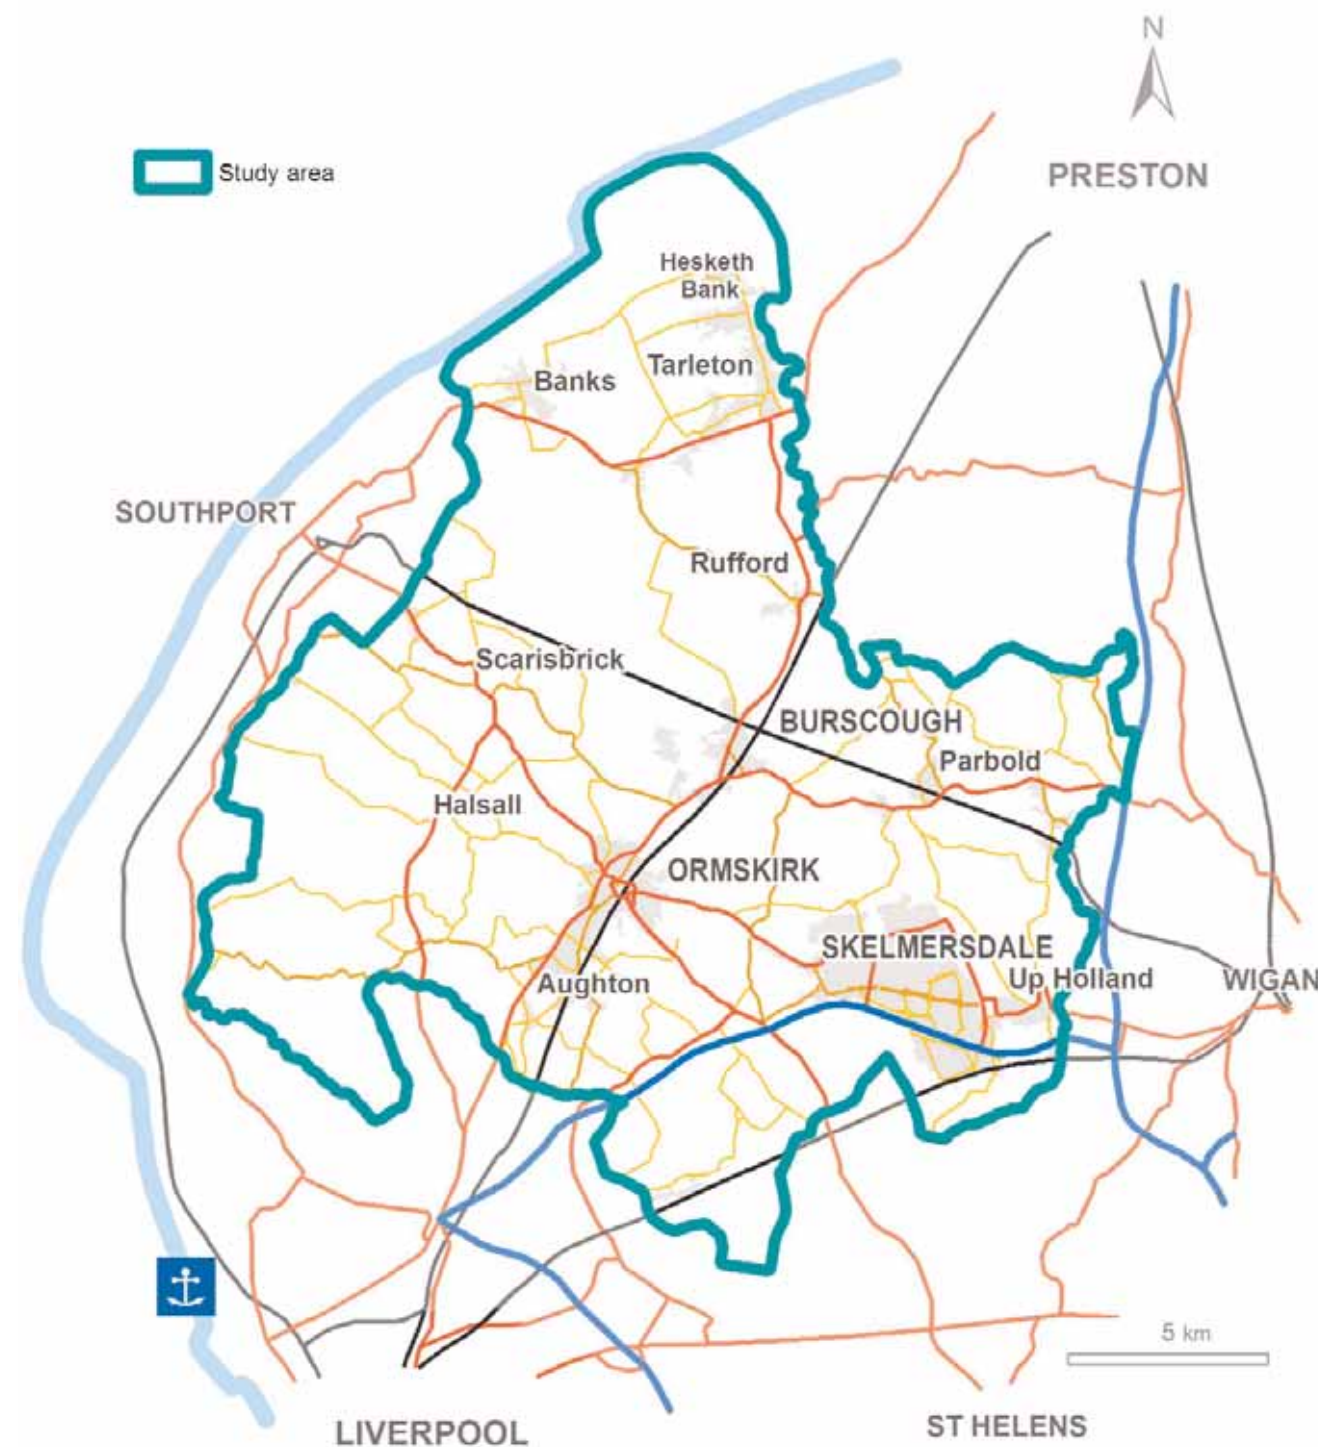 N
PRESTON
Study area
Hesketh
Bank
Tarleton
Banks
SOUTHPORT
Rufford
Scarisbrick
BURSCOUGH
Parbold
Halsall
ORMSKIRK
SKELMERSDALE
Up Holland
WIGAN
Aughton
5 km
LIVERPOOL
ST HELENS